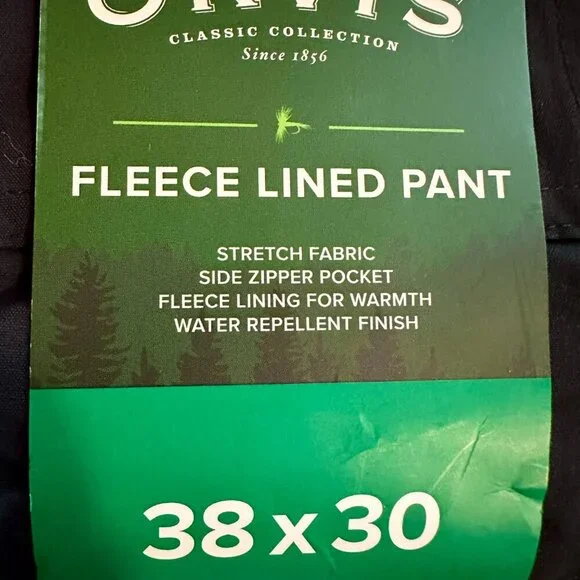 ORVIS
CLASSIC COLLECTION
Since 1856
FLEECE LINED PANT
STRETCH FABRIC
SIDE ZIPPER POCKET
FLEECE LINING FOR WARMTH
WATER REPELLENT FINISH
38 x 30